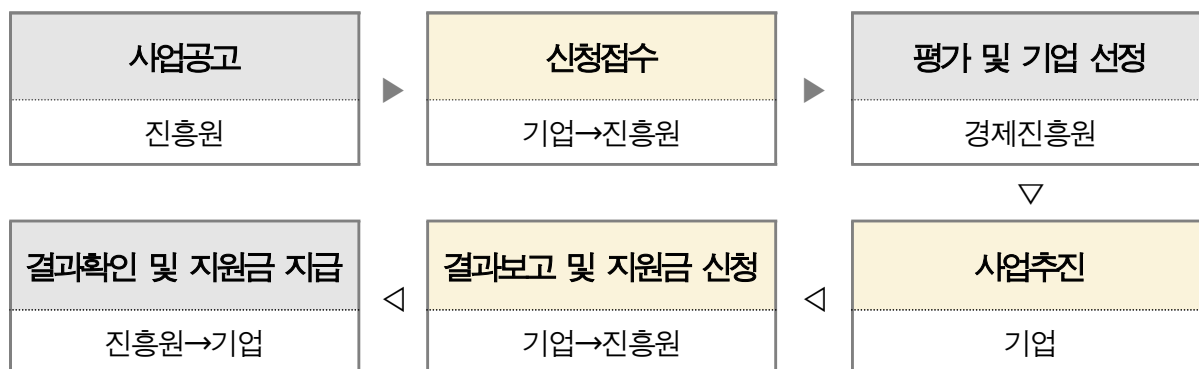 사업공고
진흥원
▶
신청접수
기업→진흥원
▶
평가 및 기업 선정
경제진흥원
▽
사업추진
기업
◁
결과보고 및 지원금 신청
기업→진흥원
◁
결과확인 및 지원금 지급
진흥원→기업